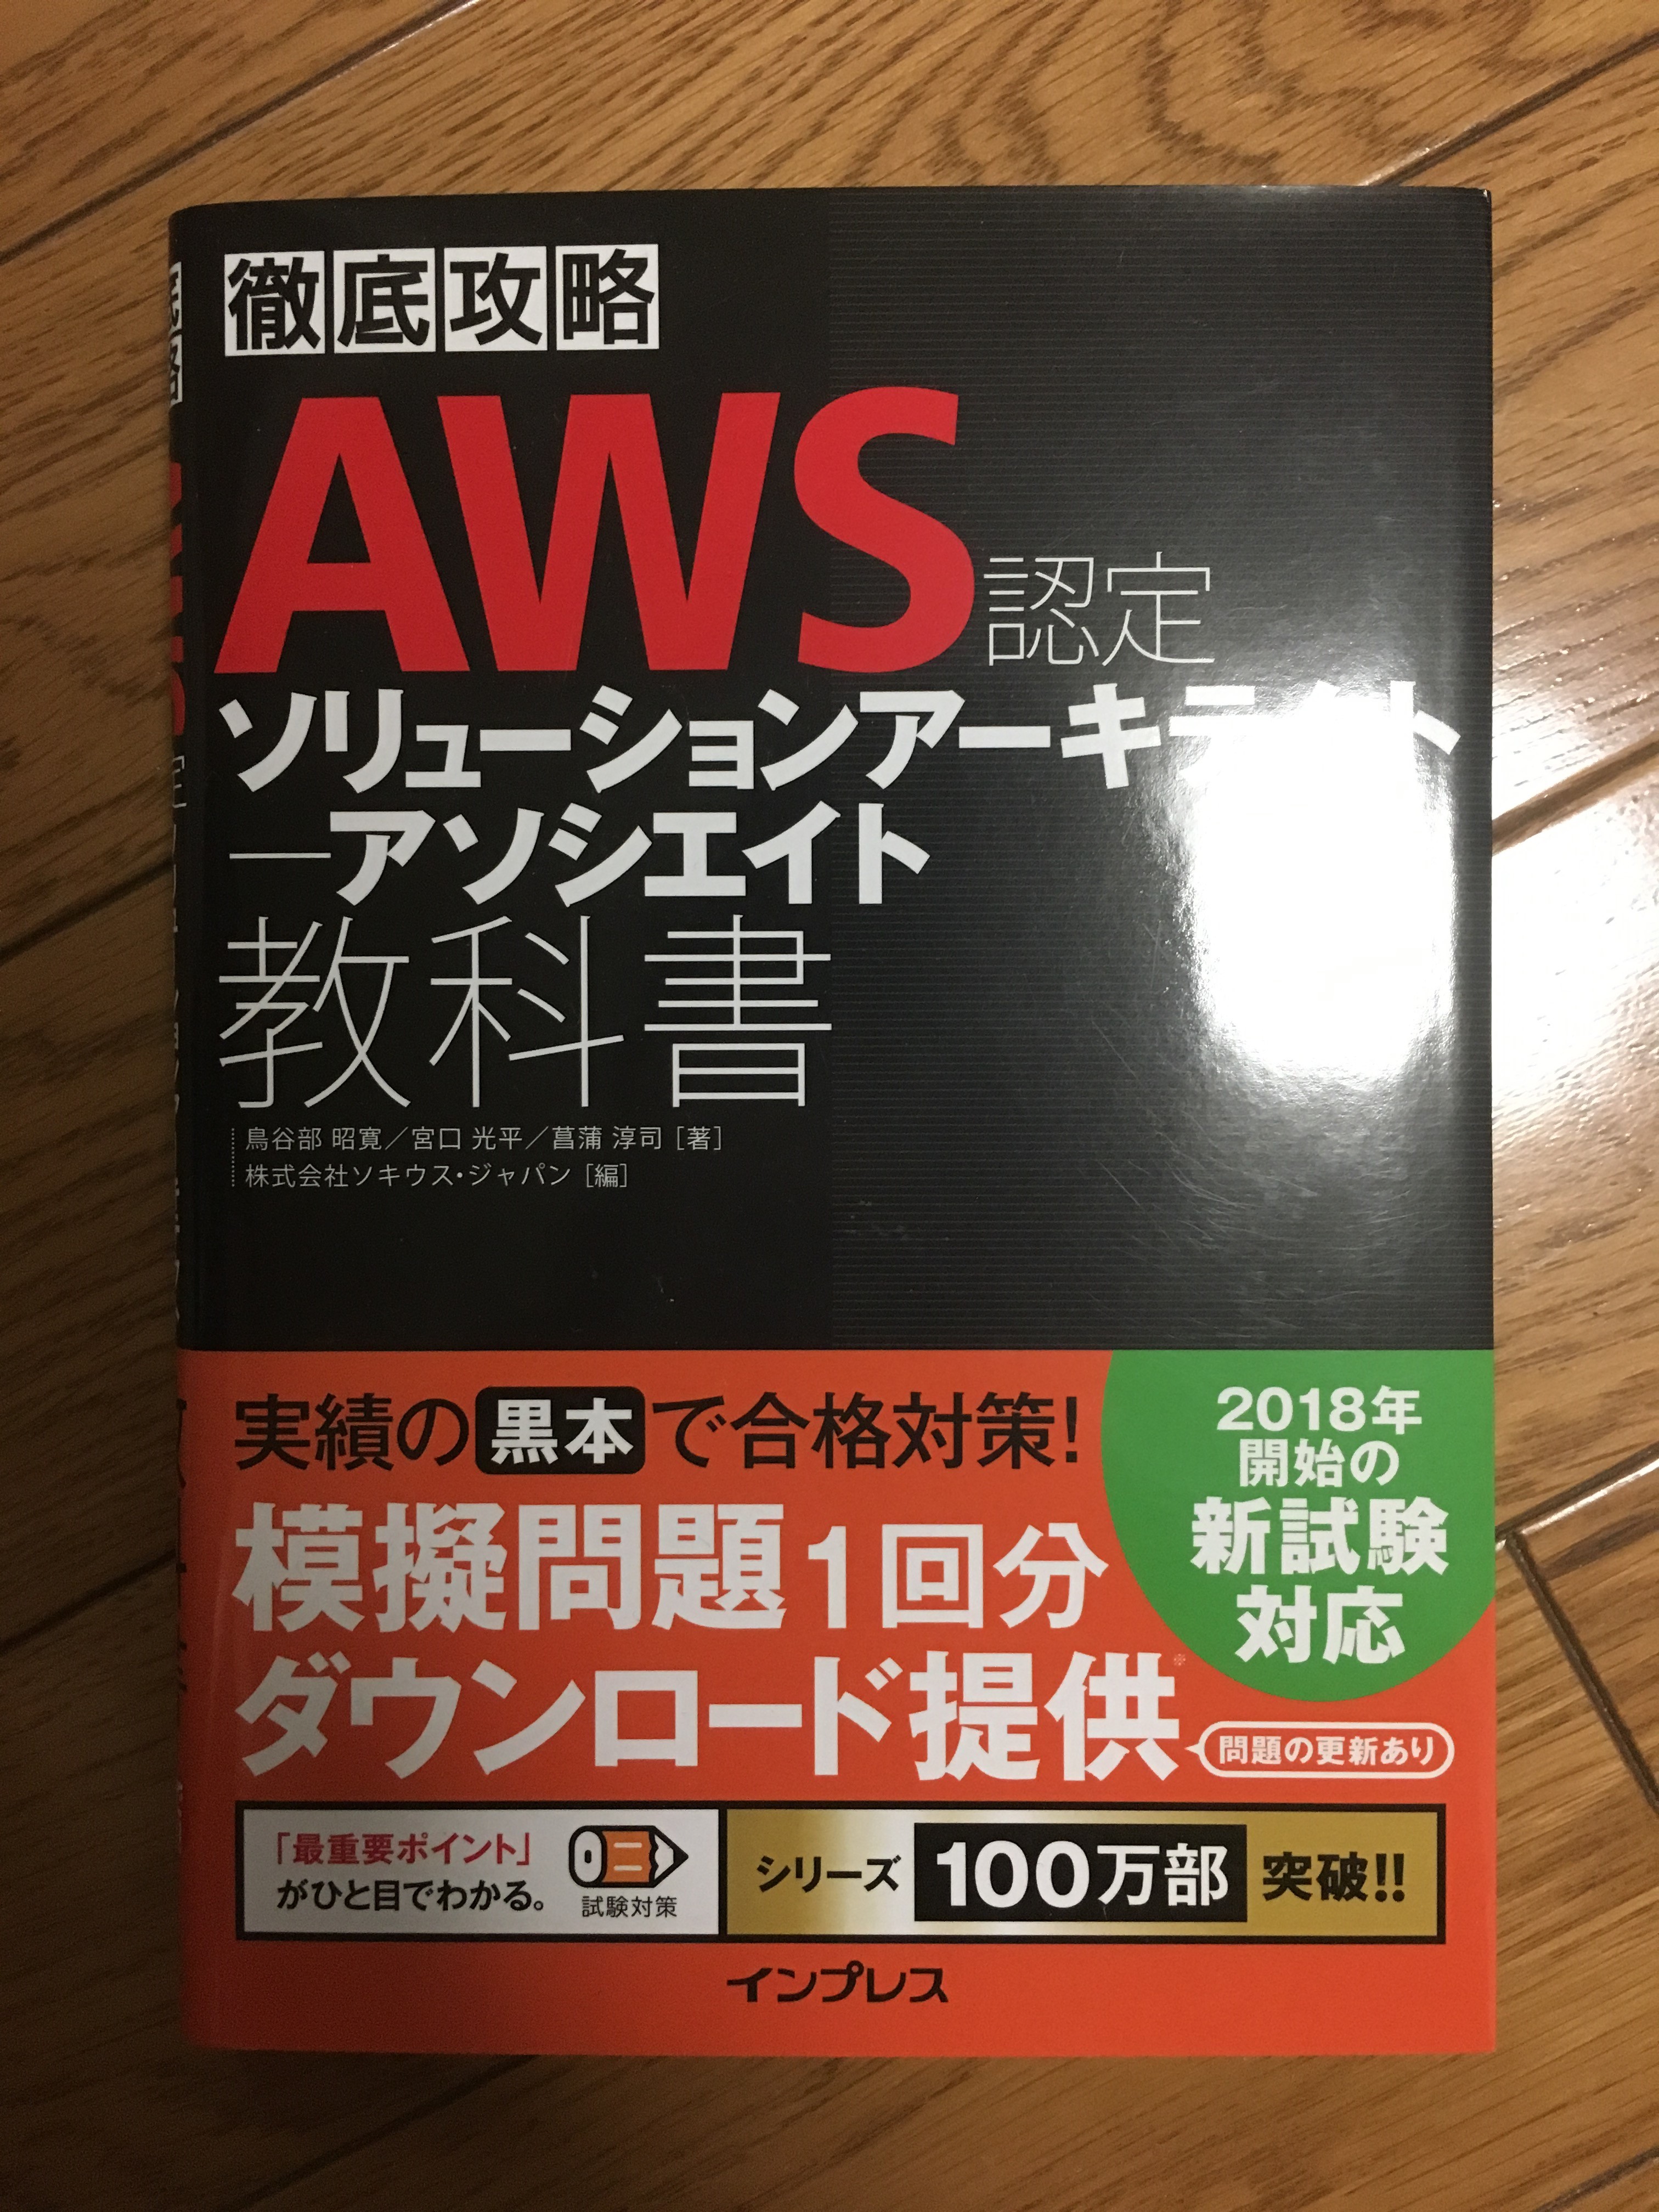 徹底攻略
AWS認定
ソリューションアーキテクト
―アソシエイト
教科書
鳥谷部 昭寛／宮口 光平／菖蒲 淳司［著］
株式会社ソキウス・ジャパン［編］
実績の黒本で合格対策!
模擬問題1回分
ダウンロード提供※
問題の更新あり
2018年
開始の
新試験
対応
「最重要ポイント」
がひと目でわかる。
試験対策
シリーズ100万部突破!!
インプレス